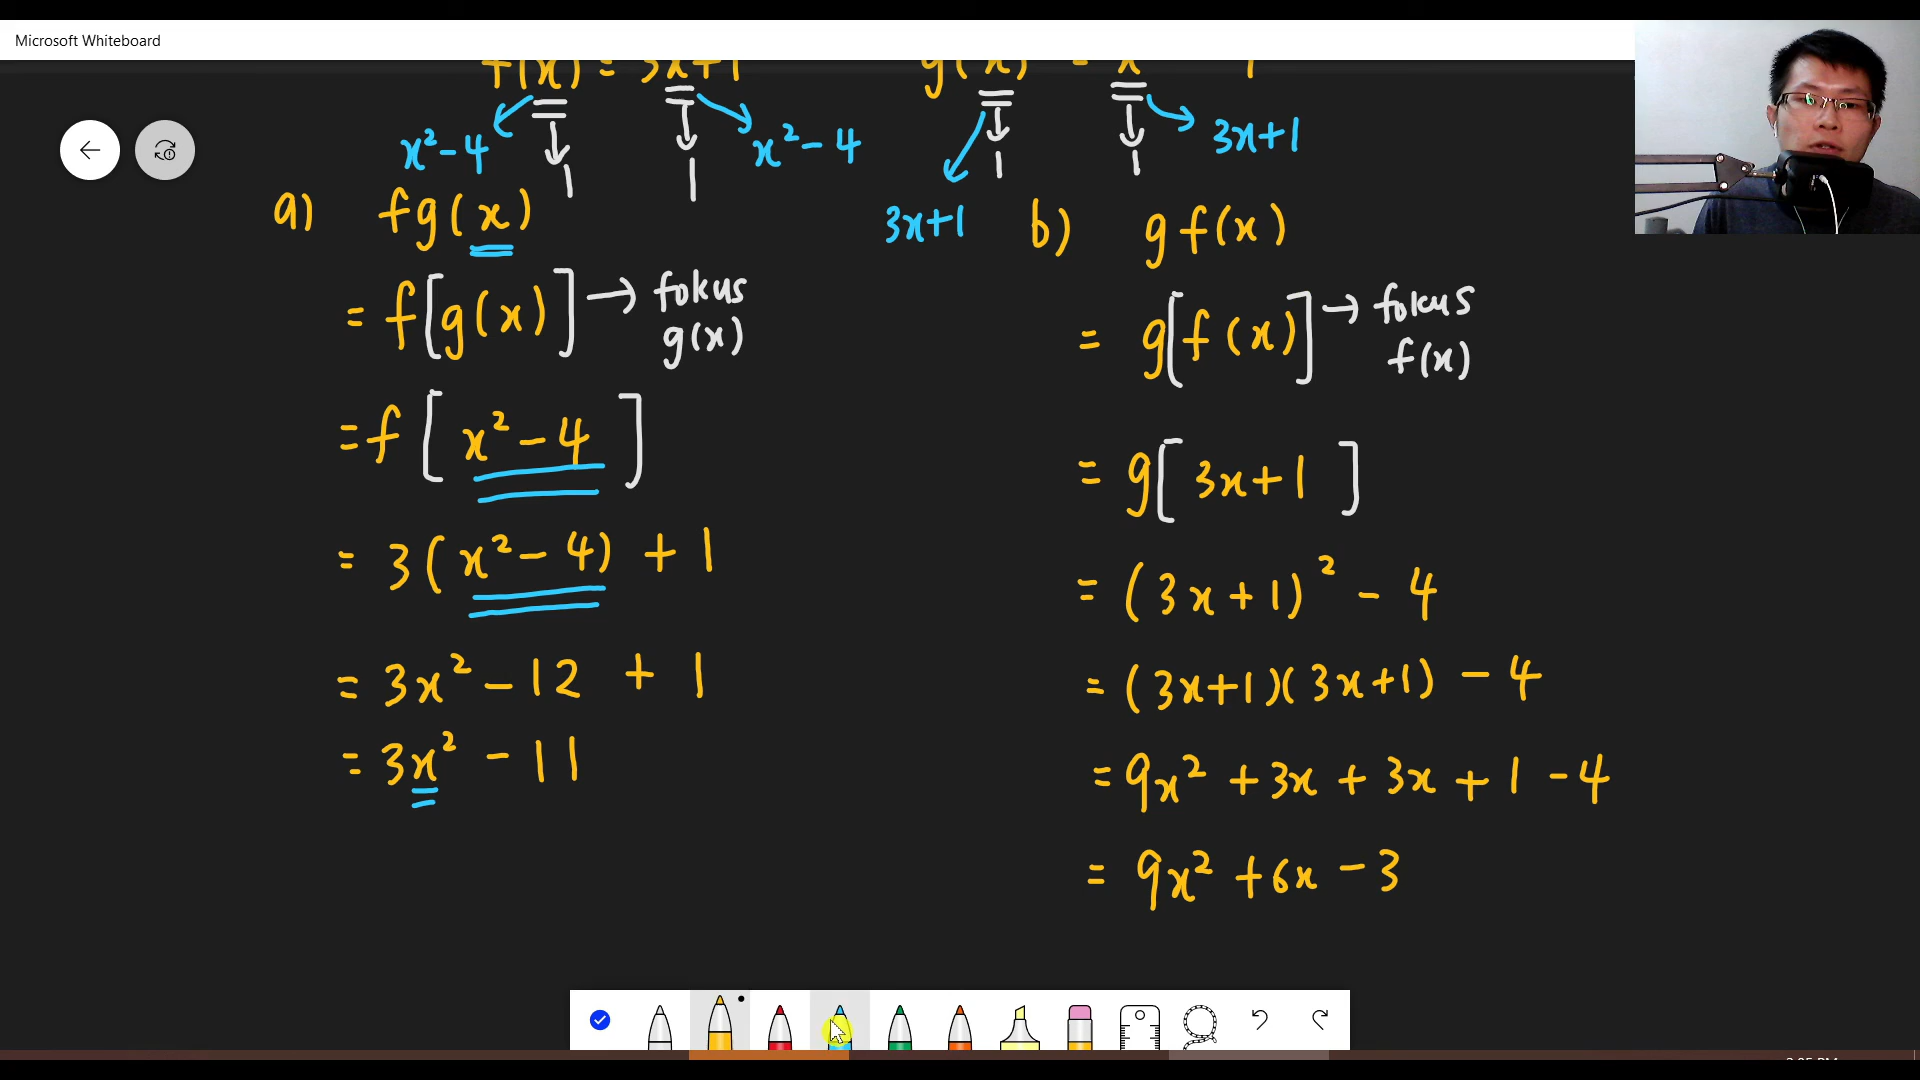 Microsoft Whiteboard
f(x) = 3x+1
g(x) = x
x²-4
1
1
x²-4
1
1
3x+1
a) fg(x)
3x+1
b) gf(x)
= f[g(x)] → fokus
g(x)
= g[f(x)] → fokus
f(x)
= f[x²-4]
= g[3x+1]
= 3(x²-4) + 1
= (3x+1)² - 4
= 3x² - 12 + 1
= (3x+1)(3x+1) - 4
= 3x² - 11
= 9x² + 3x + 3x + 1 - 4
= 9x² + 6x - 3